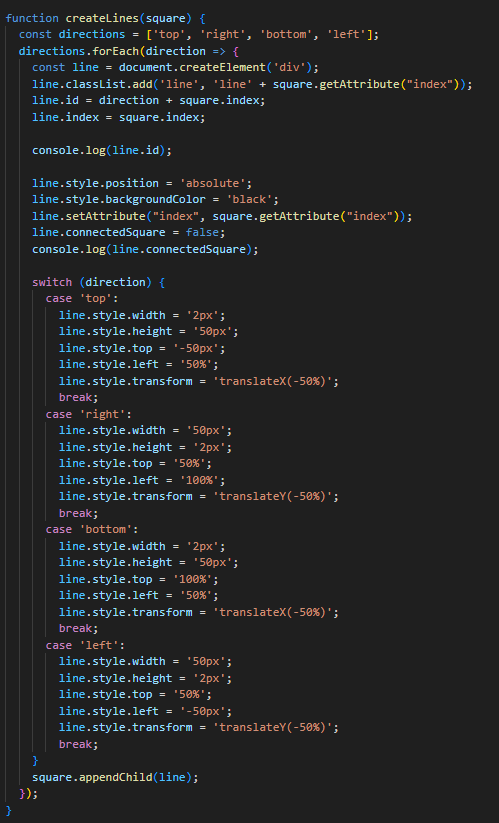 function createLines(square) {
  const directions = ['top', 'right', 'bottom', 'left'];
  directions.forEach(direction => {
    const line = document.createElement('div');
    line.classList.add('line', 'line' + square.getAttribute("index"));
    line.id = direction + square.index;
    line.index = square.index;

    console.log(line.id);

    line.style.position = 'absolute';
    line.style.backgroundColor = 'black';
    line.setAttribute("index", square.getAttribute("index"));
    line.connectedSquare = false;
    console.log(line.connectedSquare);

    switch (direction) {
      case 'top':
        line.style.width = '2px';
        line.style.height = '50px';
        line.style.top = '-50px';
        line.style.left = '50%';
        line.style.transform = 'translateX(-50%)';
        break;
      case 'right':
        line.style.width = '50px';
        line.style.height = '2px';
        line.style.top = '50%';
        line.style.left = '100%';
        line.style.transform = 'translateY(-50%)';
        break;
      case 'bottom':
        line.style.width = '2px';
        line.style.height = '50px';
        line.style.top = '100%';
        line.style.left = '50%';
        line.style.transform = 'translateX(-50%)';
        break;
      case 'left':
        line.style.width = '50px';
        line.style.height = '2px';
        line.style.top = '50%';
        line.style.left = '-50px';
        line.style.transform = 'translateY(-50%)';
        break;
    }
    square.appendChild(line);
  });
}